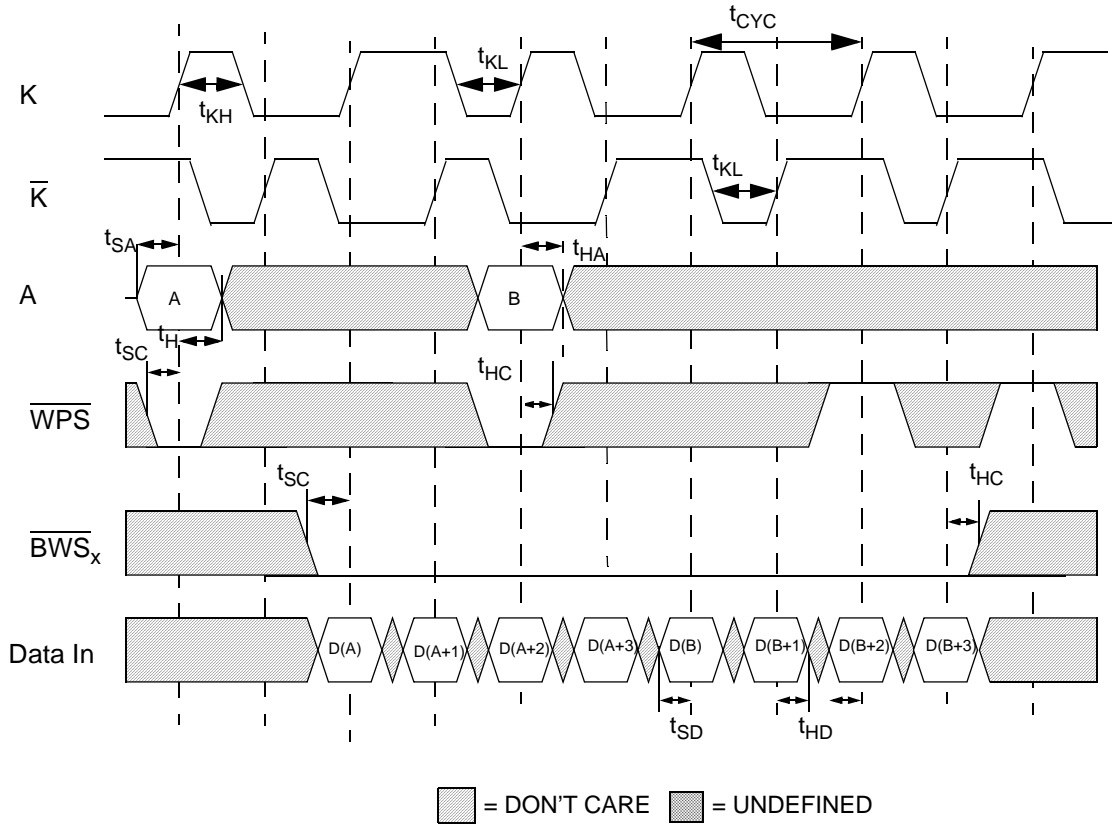 tCYC
K
tKH
tKL
K
tKL
tSA
tHA
A
A
B
tH
tSC
tHC
WPS
tSC
tHC
BWSx
Data In
D(A)
D(A+1)
D(A+2)
D(A+3)
D(B)
D(B+1)
D(B+2)
D(B+3)
tSD
tHD
= DON'T CARE
= UNDEFINED